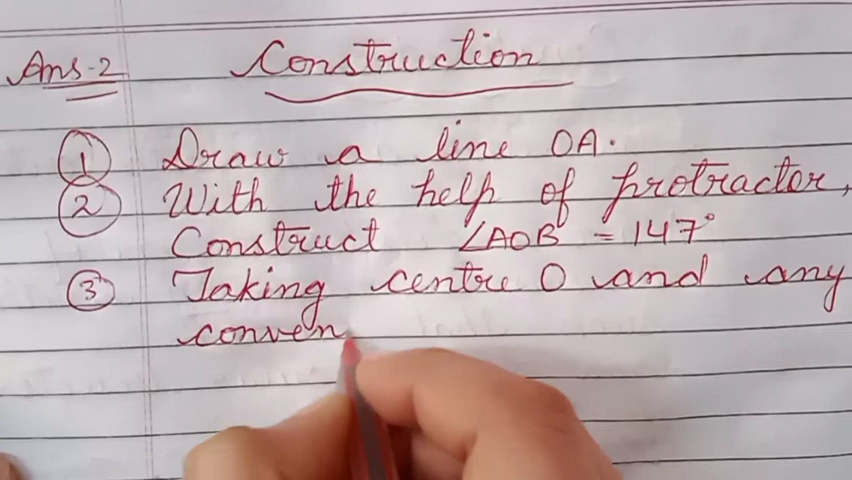 Ans-2 Construction
① Draw a line OA.
② With the help of protractor,
Construct ∠AOB = 147°
③ Taking centre O and any
conven